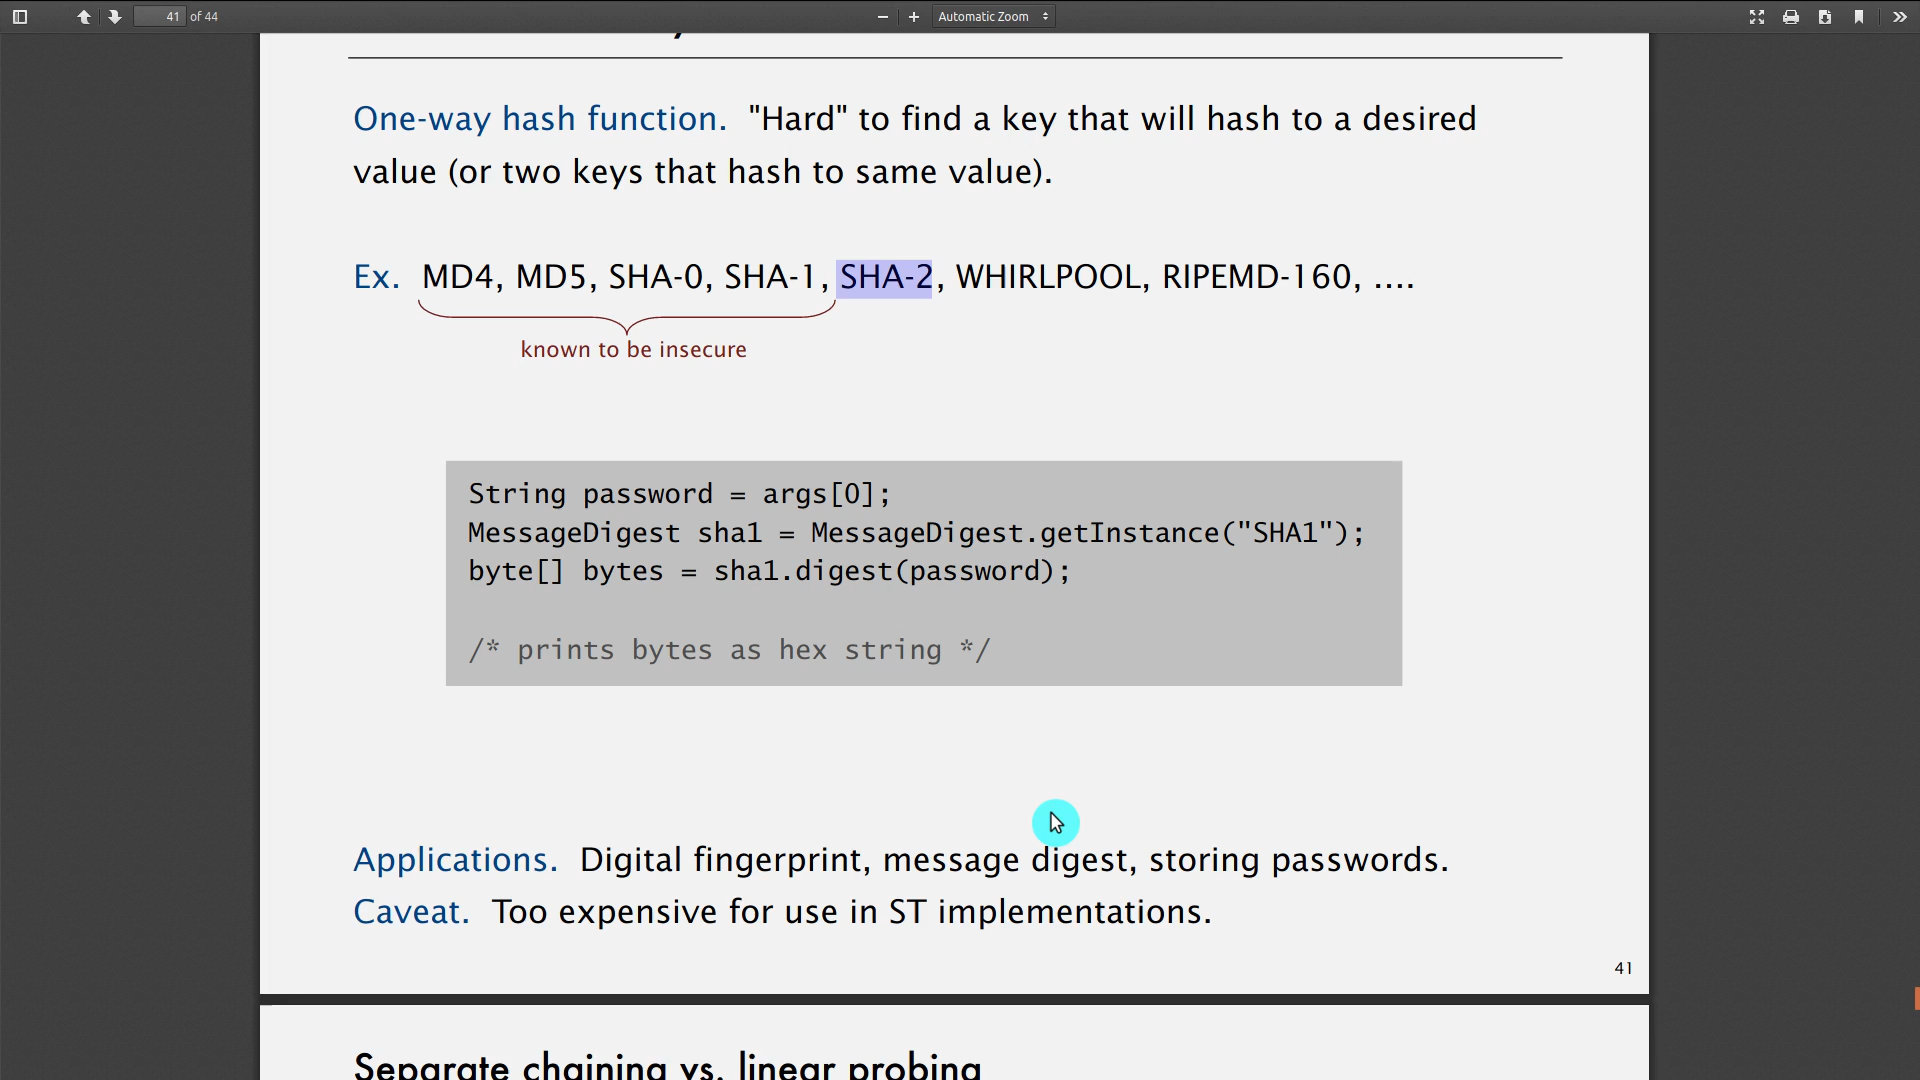 41 of 44
Automatic Zoom
One-way hash function. "Hard" to find a key that will hash to a desired
value (or two keys that hash to same value).
Ex. MD4, MD5, SHA-0, SHA-1, SHA-2, WHIRLPOOL, RIPEMD-160, ....
known to be insecure
String password = args[0];
MessageDigest sha1 = MessageDigest.getInstance("SHA1");
byte[] bytes = sha1.digest(password);
/* prints bytes as hex string */
Applications. Digital fingerprint, message digest, storing passwords.
Caveat. Too expensive for use in ST implementations.
41
Separate chaining vs. linear probing